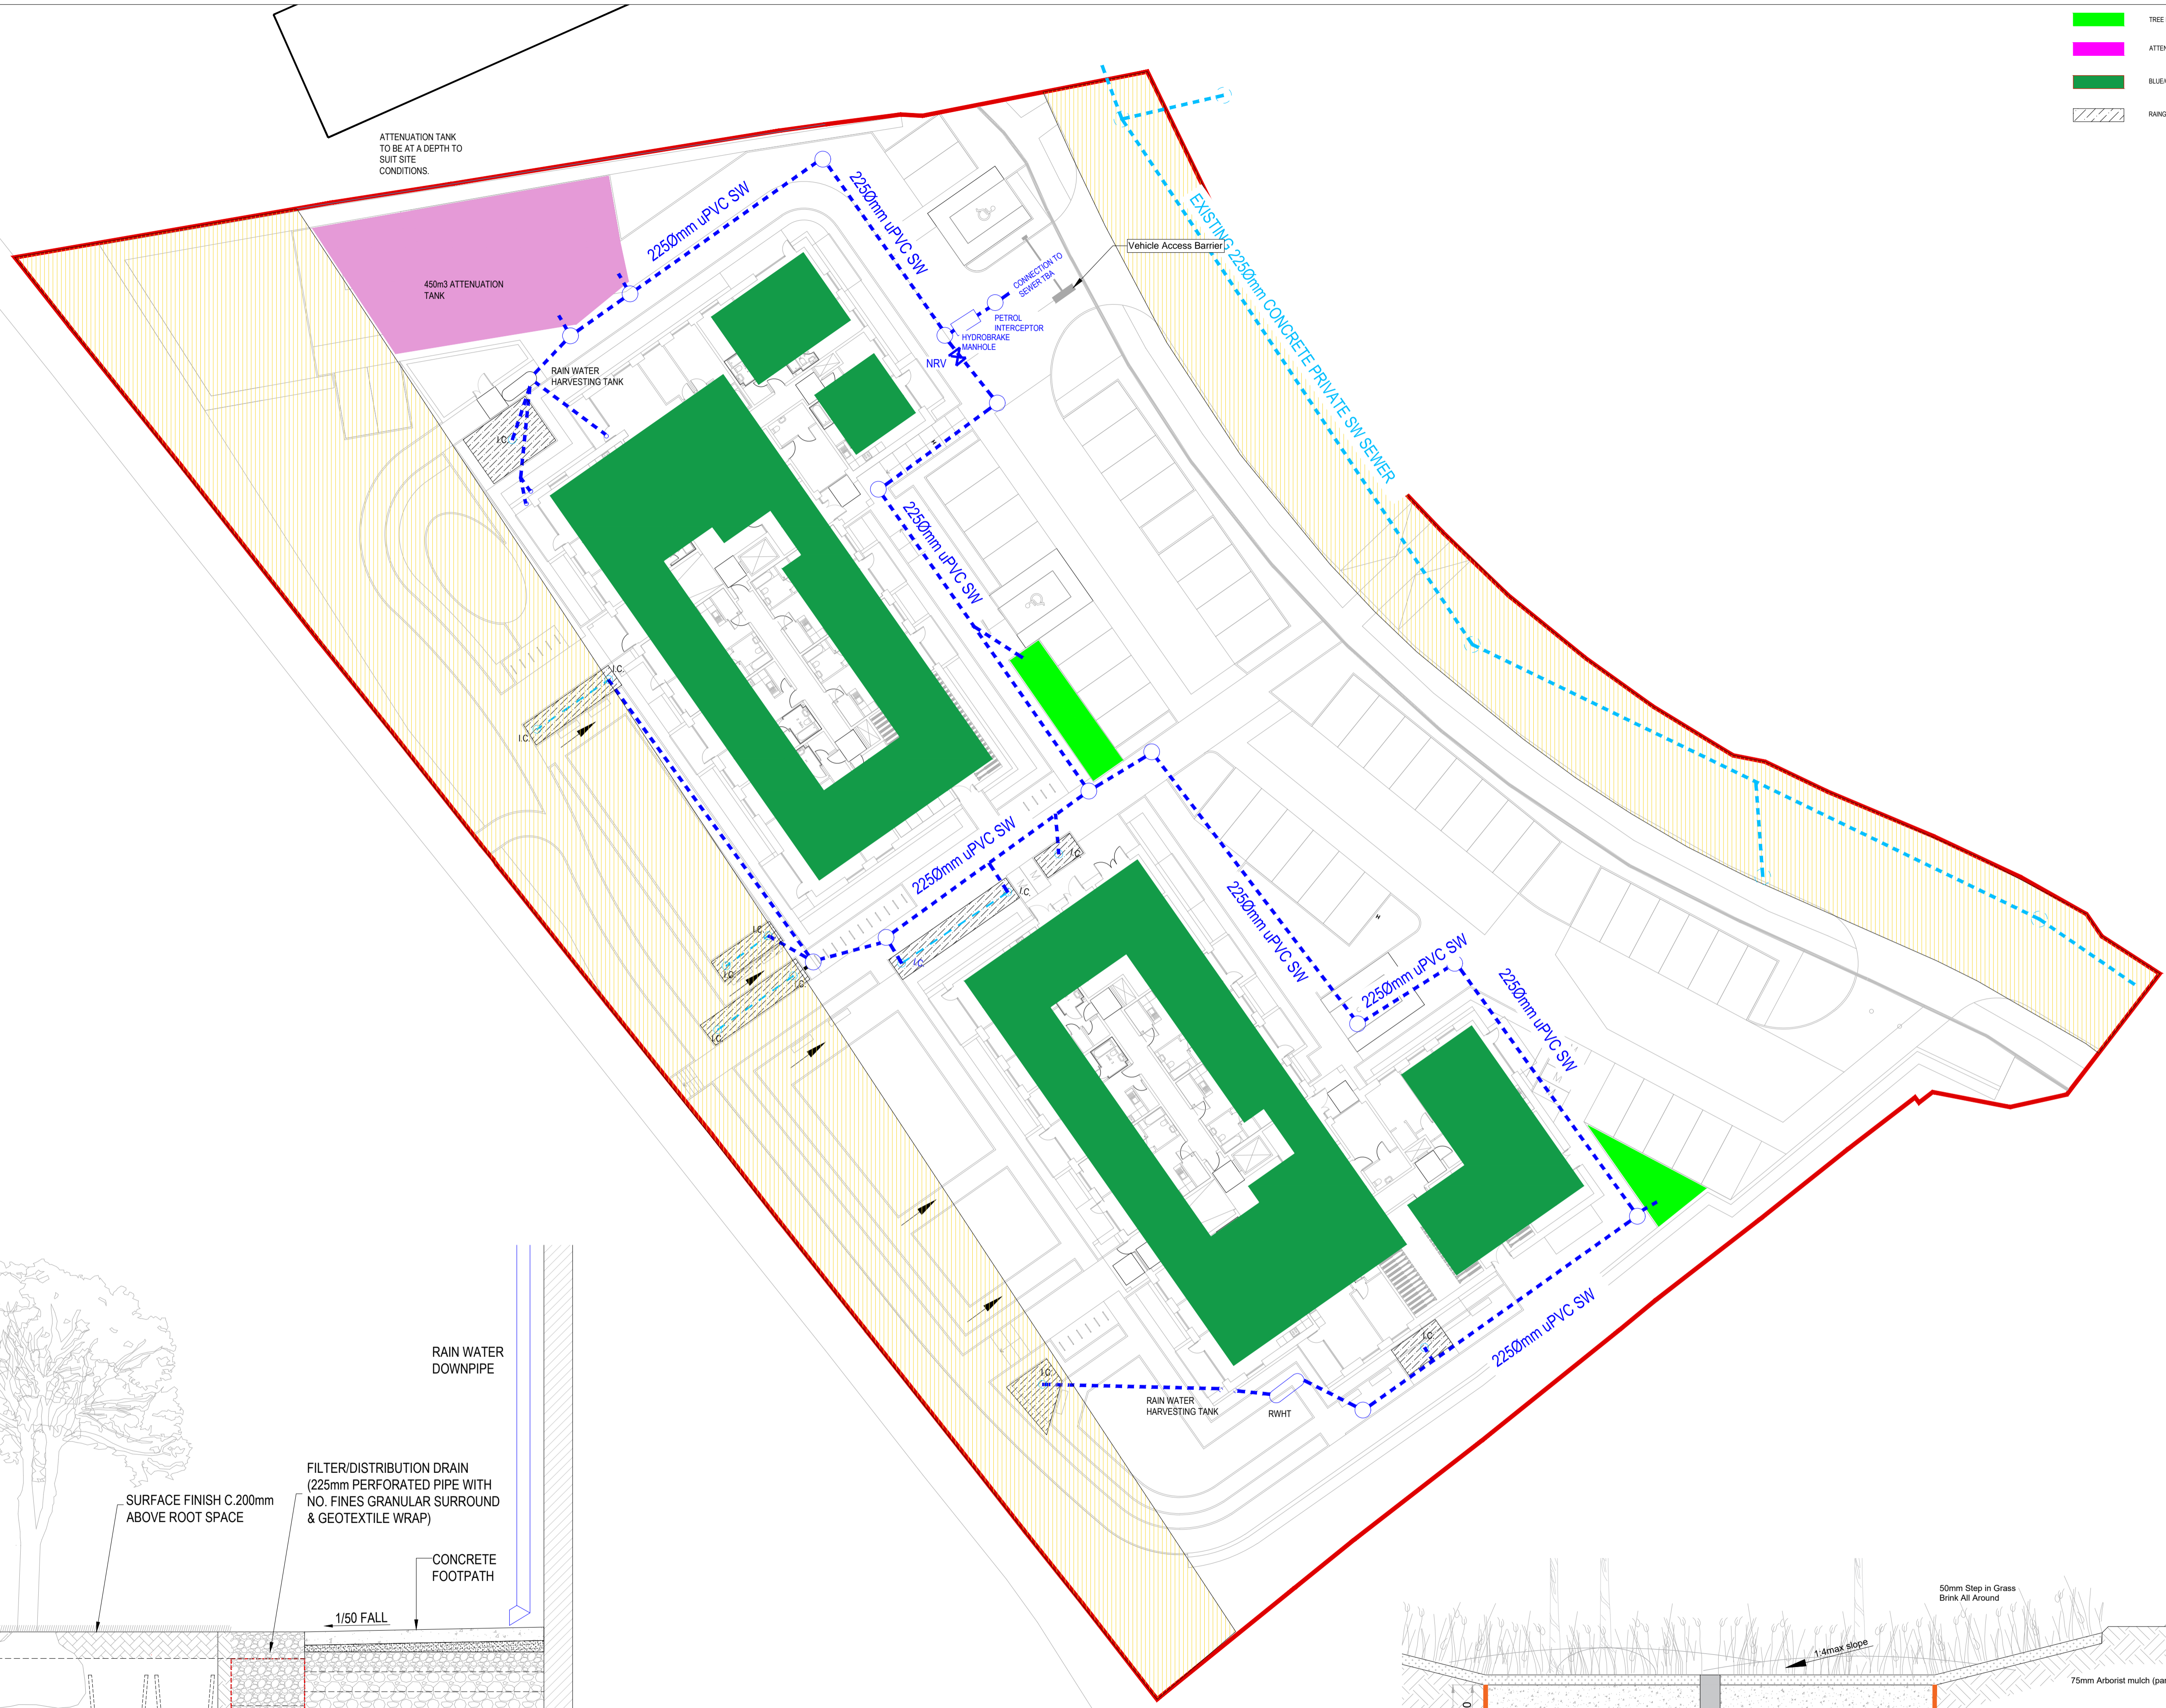 TREE
ATTEN
BLUE/
RAING
ATTENUATION TANK
TO BE AT A DEPTH TO
SUIT SITE
CONDITIONS.
450m3 ATTENUATION
TANK
225Ømm uPVC SW
225Ømm uPVC SW
Vehicle Access Barrier
EXISTING 225Ømm CONCRETE PRIVATE SW SEWER
CONNECTION TO
SEWER TBA
PETROL
INTERCEPTOR
HYDROBRAKE
MANHOLE
NRV
RAIN WATER
HARVESTING TANK
I.C.
H
225Ømm uPVC SW
I.C.
I.C.
225Ømm uPVC SW
I.C.
I.C.
I.C.
I.C.
I.C.
I.C.
I.C.
225Ømm uPVC SW
H
225Ømm uPVC SW
225Ømm uPVC SW
M
I.C.
I.C.
225Ømm uPVC SW
RAIN WATER
HARVESTING TANK
RWHT
RAIN WATER
DOWNPIPE
FILTER/DISTRIBUTION DRAIN
(225mm PERFORATED PIPE WITH
NO. FINES GRANULAR SURROUND
& GEOTEXTILE WRAP)
SURFACE FINISH C.200mm
ABOVE ROOT SPACE
CONCRETE
FOOTPATH
1/50 FALL
50mm Step in Grass
Brink All Around
1:4max slope
75mm Arborist mulch (par
0